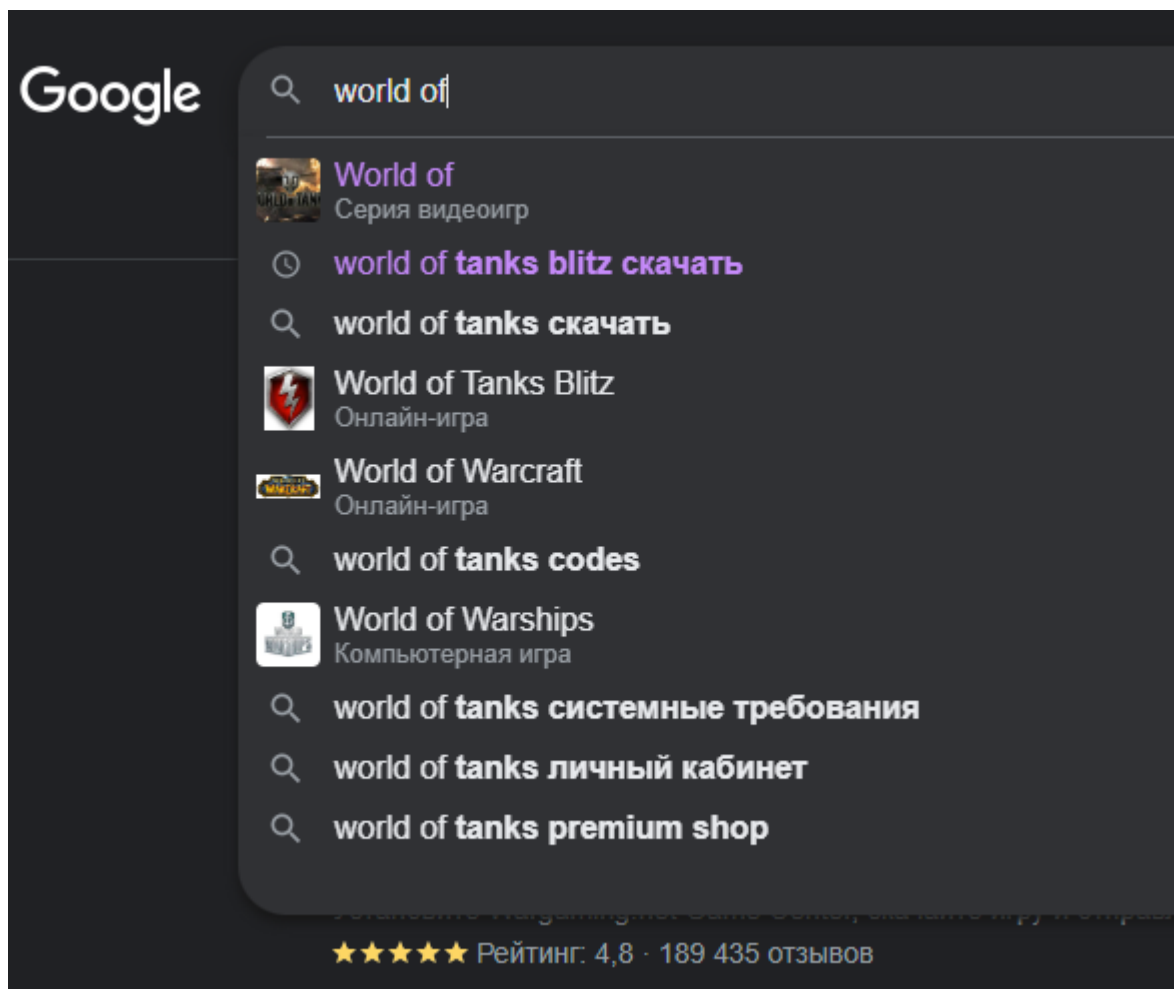 Google
world of
World of
Серия видеоигр
world of tanks blitz скачать
world of tanks скачать
World of Tanks Blitz
Онлайн-игра
World of Warcraft
Онлайн-игра
world of tanks codes
World of Warships
Компьютерная игра
world of tanks системные требования
world of tanks личный кабинет
world of tanks premium shop
Рейтинг: 4,8 · 189 435 отзывов